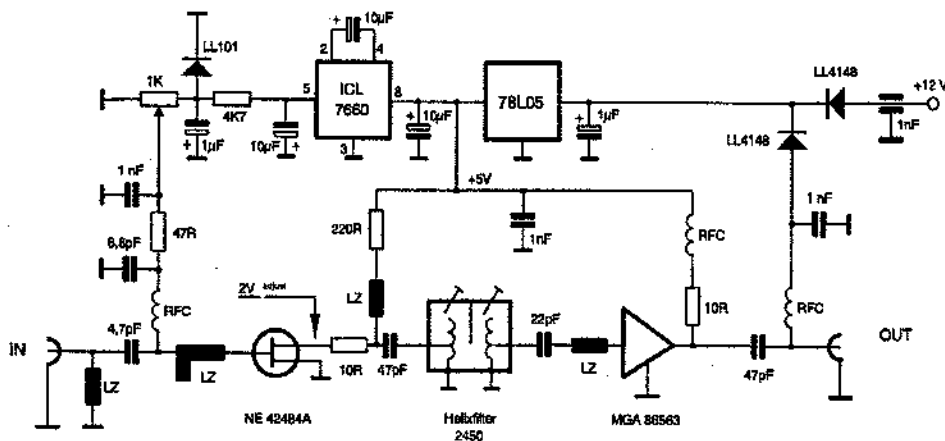 10µF
+
LL101
2
4
1K
ICL
7660
5
8
3
4K7
+
1µF
10µF
+
+
10µF
78L05
+
1µF
LL4148
+12 V
1nF
LL4148
1 nF
+5V
1nF
1 nF
47R
6,8pF
RFC
220R
LZ
2V adjust
RFC
10R
RFC
IN
4,7pF
LZ
LZ
10R
47pF
22pF
LZ
47pF
OUT
NE 42484A
Helixfilter
2450
MGA 86563